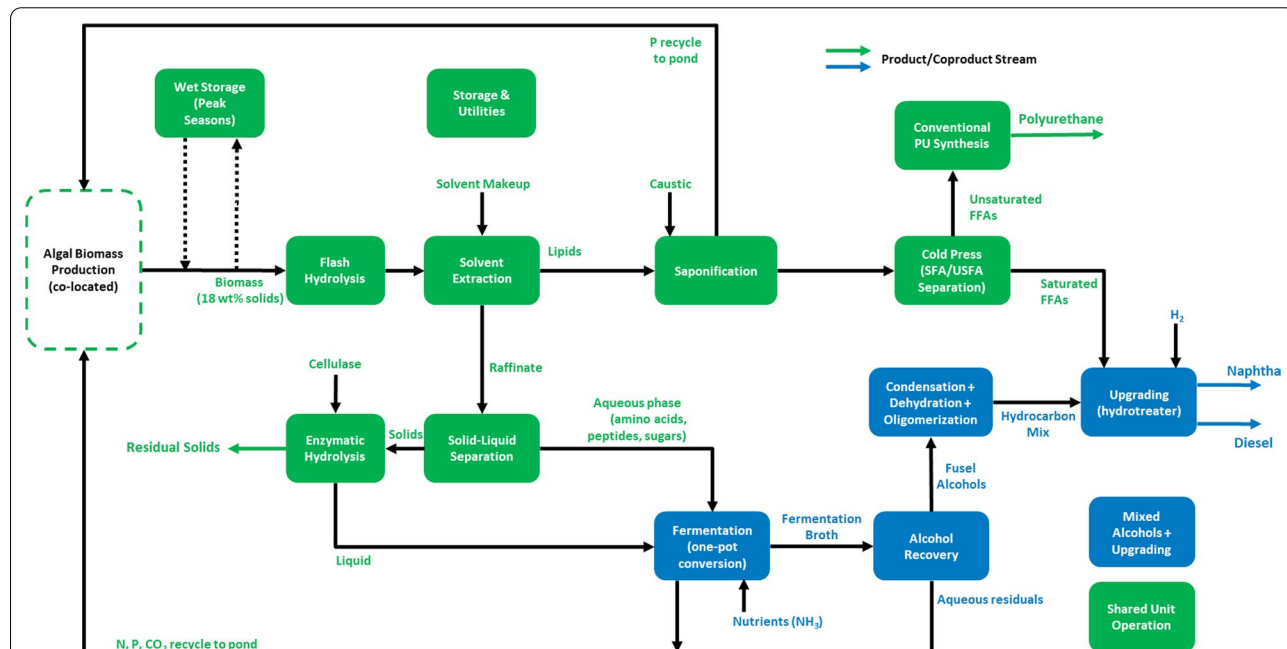 P recycle
to pond
Product/Coproduct Stream
Wet Storage
(Peak
Seasons)
Storage &
Utilities
Conventional
PU Synthesis
Polyurethane
Solvent Makeup
Caustic
Unsaturated
FFAs
Algal Biomass
Production
(co-located)
Biomass
(18 wt% solids)
Flash
Hydrolysis
Solvent
Extraction
Lipids
Saponification
Cold Press
(SFA/USFA
Separation)
Saturated
FFAs
H₂
Cellulase
Raffinate
Aqueous phase
(amino acids,
peptides, sugars)
Condensation +
Dehydration +
Oligomerization
Hydrocarbon
Mix
Upgrading
(hydrotreater)
Naphtha
Diesel
Residual Solids
Enzymatic
Hydrolysis
Solids
Solid-Liquid
Separation
Fusel
Alcohols
Liquid
Fermentation
(one-pot
conversion)
Fermentation
Broth
Alcohol
Recovery
Mixed
Alcohols +
Upgrading
Nutrients (NH₃)
Aqueous residuals
Shared Unit
Operation
N, P, CO₂ recycle to pond